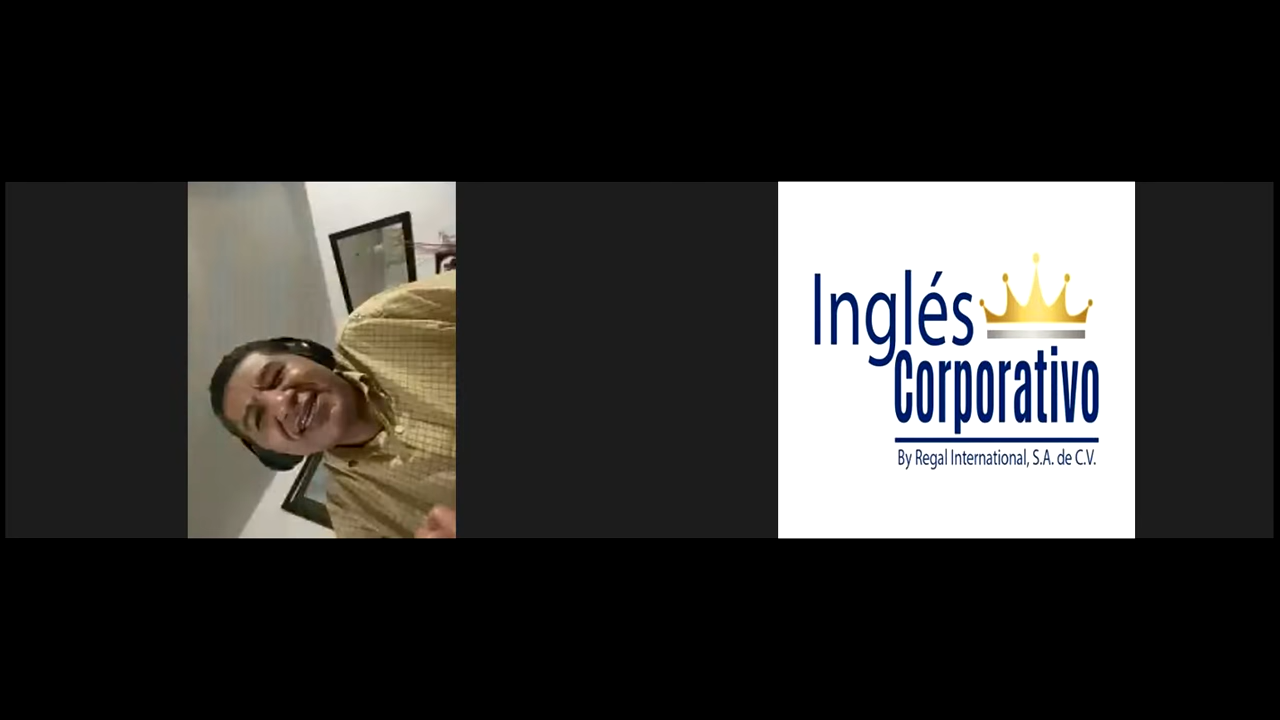 Inglés
Corporativo
By Regal International, S.A. de C.V.